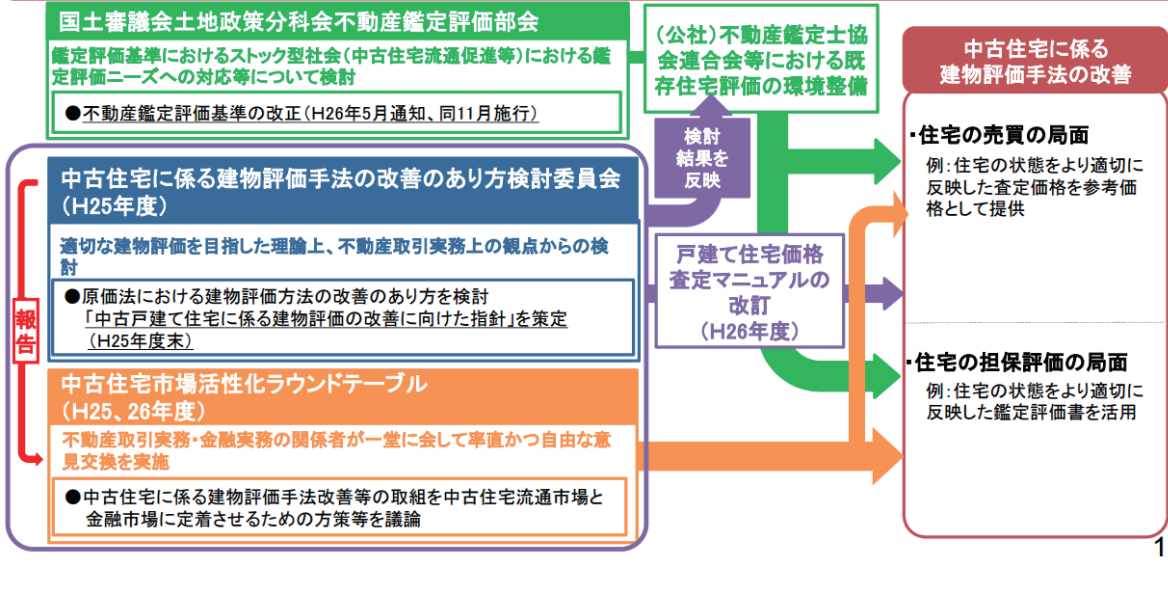 国土審議会土地政策分科会不動産鑑定評価部会
鑑定評価基準におけるストック型社会(中古住宅流通促進等)における鑑
定評価ニーズへの対応等について検討
●不動産鑑定評価基準の改正(H26年5月通知、同11月施行)
(公社)不動産鑑定士協
会連合会等における既
存住宅評価の環境整備
検討
結果を
反映
中古住宅に係る建物評価手法の改善のあり方検討委員会
(H25年度)
適切な建物評価を目指した理論上、不動産取引実務上の観点からの検
討
●原価法における建物評価方法の改善のあり方を検討
「中古戸建て住宅に係る建物評価の改善に向けた指針」を策定
(H25年度末)
報
告
戸建て住宅価格
査定マニュアルの
改訂
(H26年度)
中古住宅市場活性化ラウンドテーブル
(H25、26年度)
不動産取引実務・金融実務の関係者が一堂に会して率直かつ自由な意
見交換を実施
●中古住宅に係る建物評価手法改善等の取組を中古住宅流通市場と
金融市場に定着させるための方策等を議論
中古住宅に係る
建物評価手法の改善
・住宅の売買の局面
例:住宅の状態をより適切に
反映した査定価格を参考価
格として提供
・住宅の担保評価の局面
例:住宅の状態をより適切に
反映した鑑定評価書を活用
1